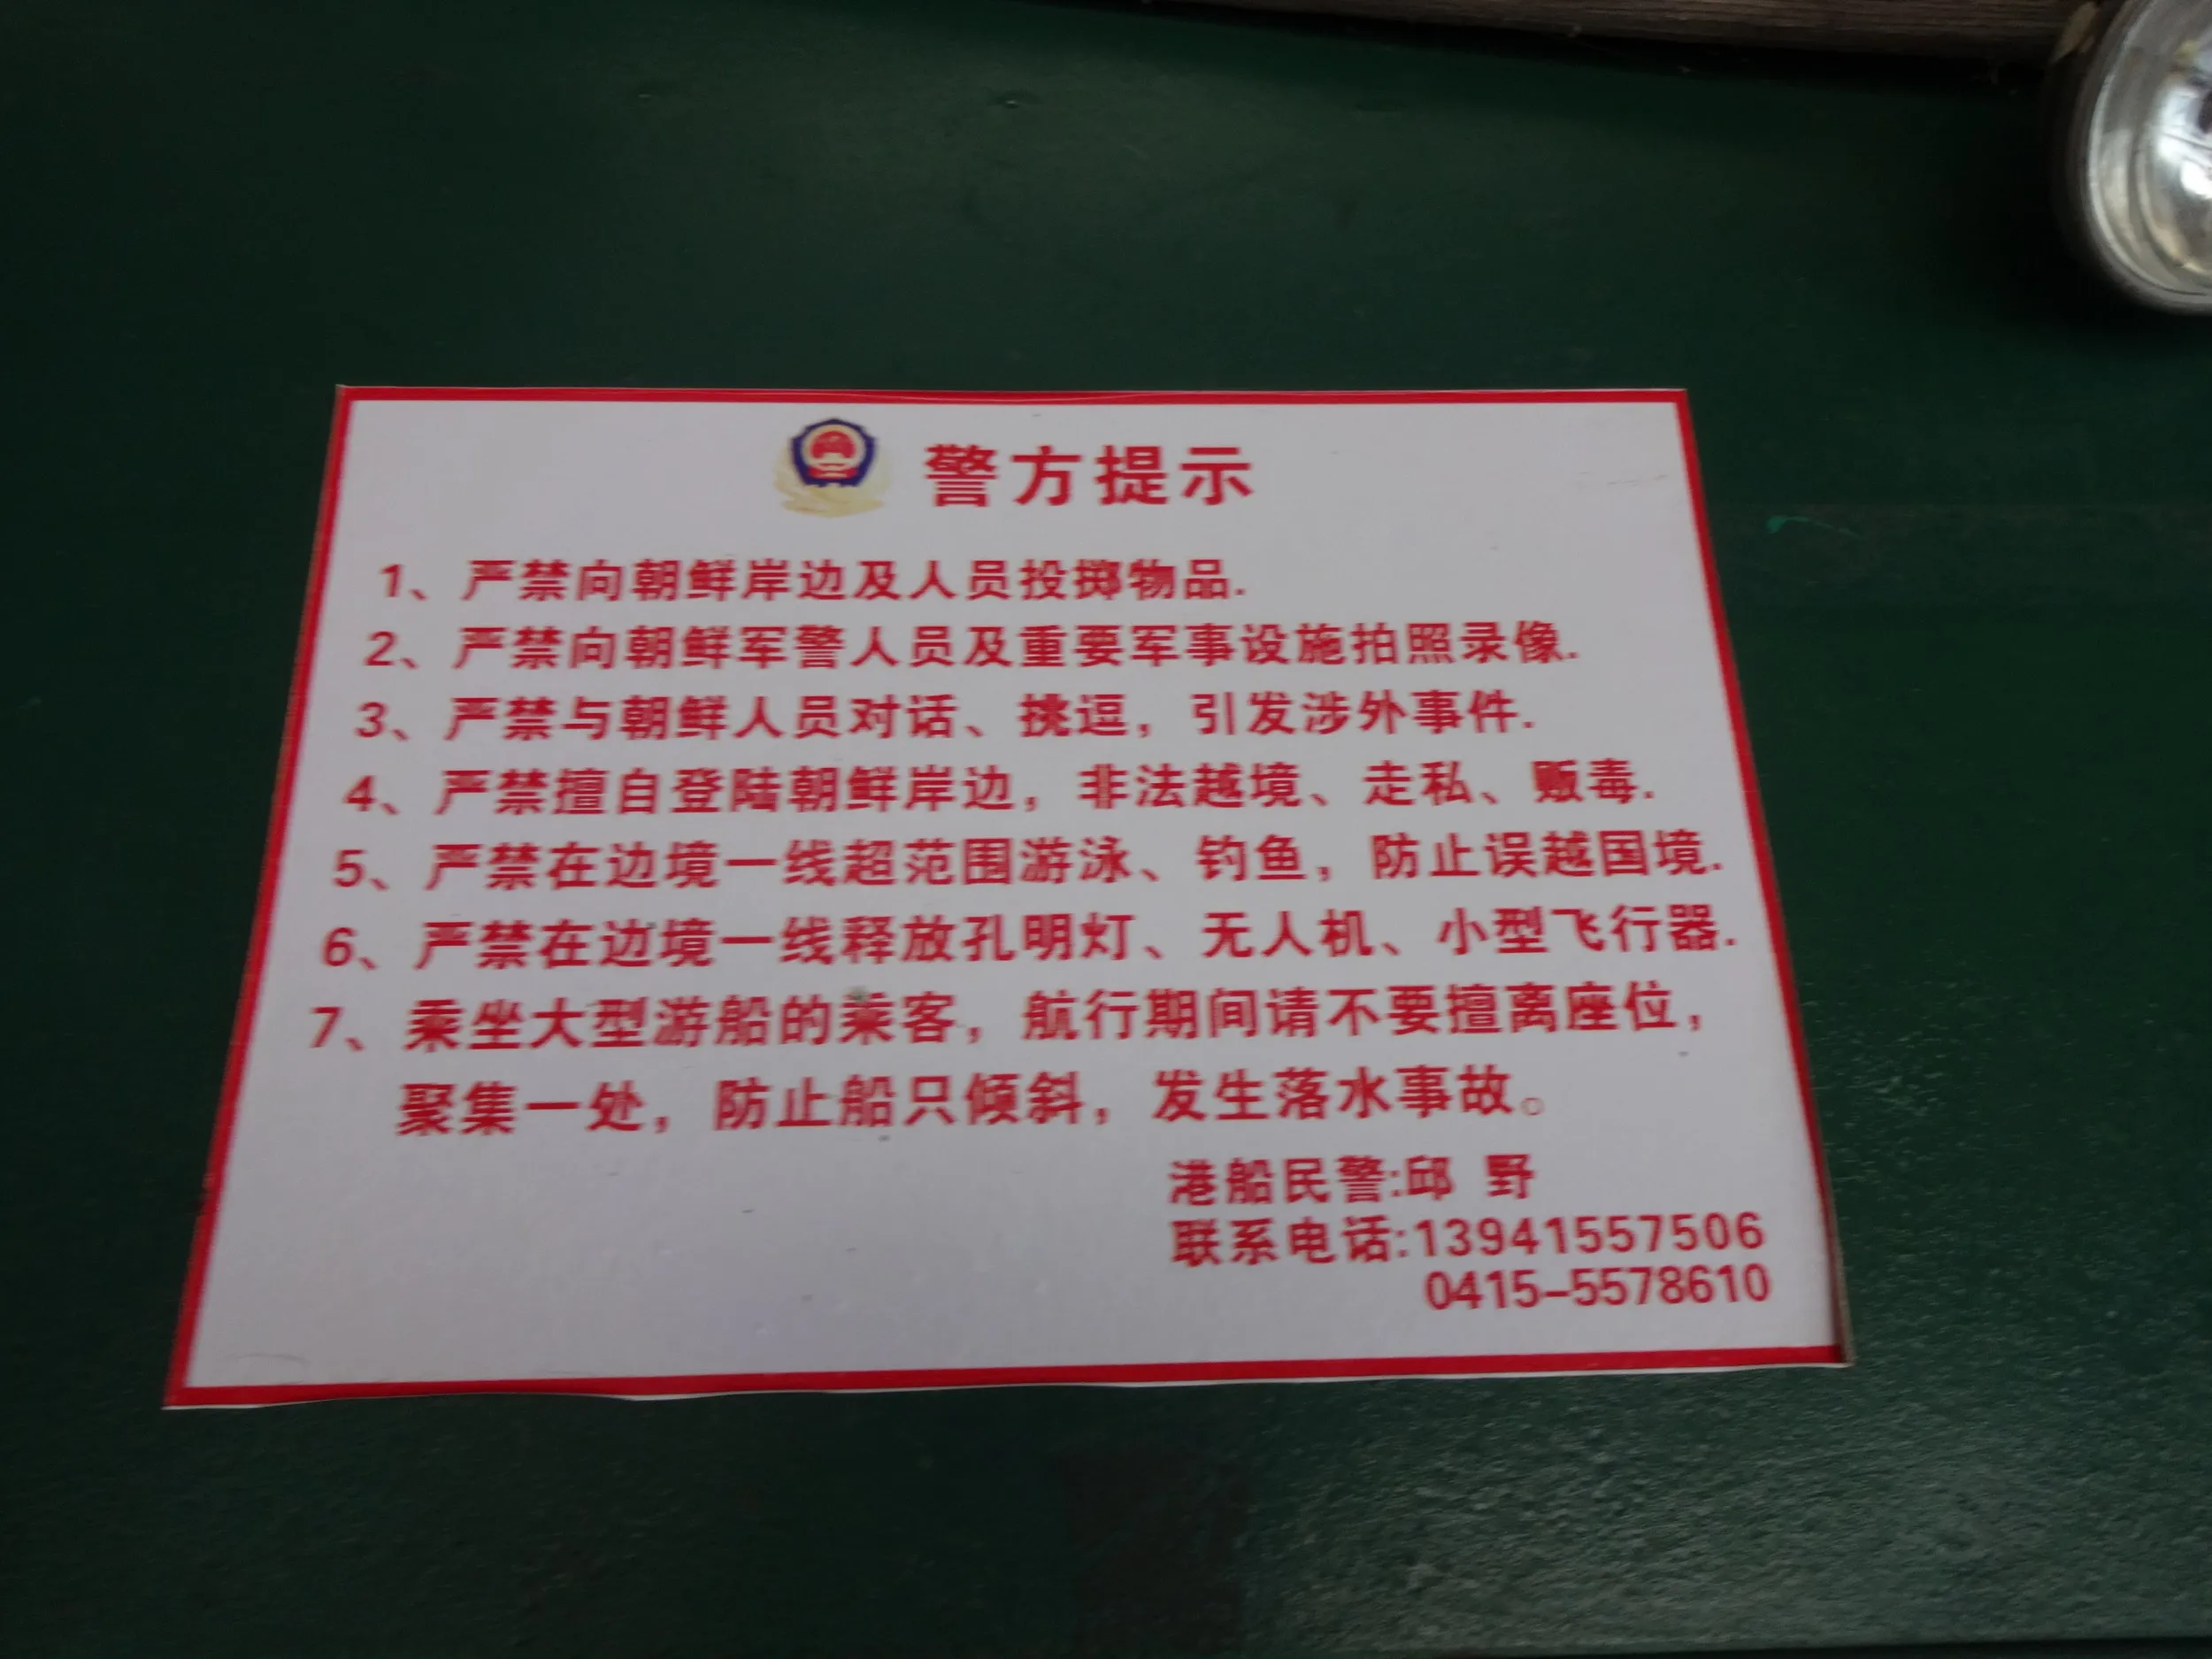 警方提示
1、严禁向朝鲜岸边及人员投掷物品.
2、严禁向朝鲜军警人员及重要军事设施拍照录像.
3、严禁与朝鲜人员对话、挑逗，引发涉外事件.
4、严禁擅自登陆朝鲜岸边，非法越境、走私、贩毒.
5、严禁在边境一线超范围游泳、钓鱼，防止误越国境.
6、严禁在边境一线释放孔明灯、无人机、小型飞行器.
7、乘坐大型游船的乘客，航行期间请不要擅离座位，
聚集一处，防止船只倾斜，发生落水事故。
港船民警:邱 野
联系电话:13941557506
0415-5578610